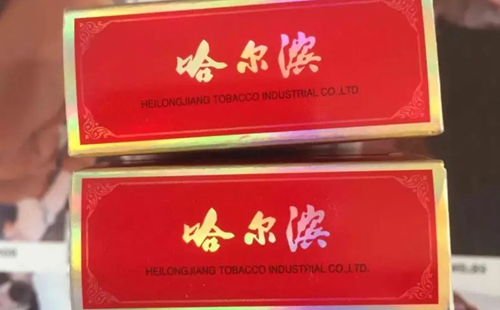 哈尔滨
HEILONGJIANG TOBACCO INDUSTRIAL CO.,LTD.
哈尔滨
HEILONGJIANG TOBACCO INDUSTRIAL CO.,LTD.